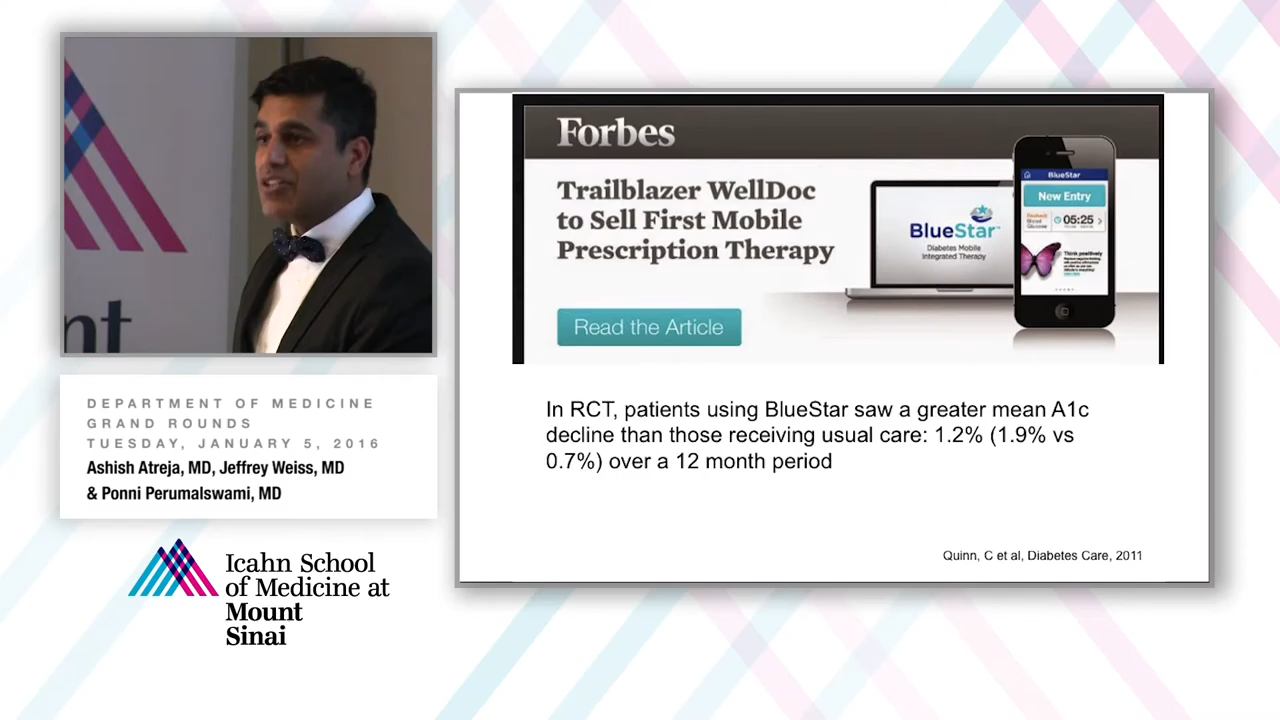 nt
DEPARTMENT OF MEDICINE
GRAND ROUNDS
TUESDAY, JANUARY 5, 2016
Ashish Atreja, MD, Jeffrey Weiss, MD
& Ponni Perumalswami, MD
Icahn School
of Medicine at
Mount
Sinai
Forbes
Trailblazer WellDoc
to Sell First Mobile
Prescription Therapy
Read the Article
BlueStar™
Diabetes Mobile
Integrated Therapy
BlueStar
New Entry
05:25
Think positively
In RCT, patients using BlueStar saw a greater mean A1c
decline than those receiving usual care: 1.2% (1.9% vs
0.7%) over a 12 month period
Quinn, C et al, Diabetes Care, 2011